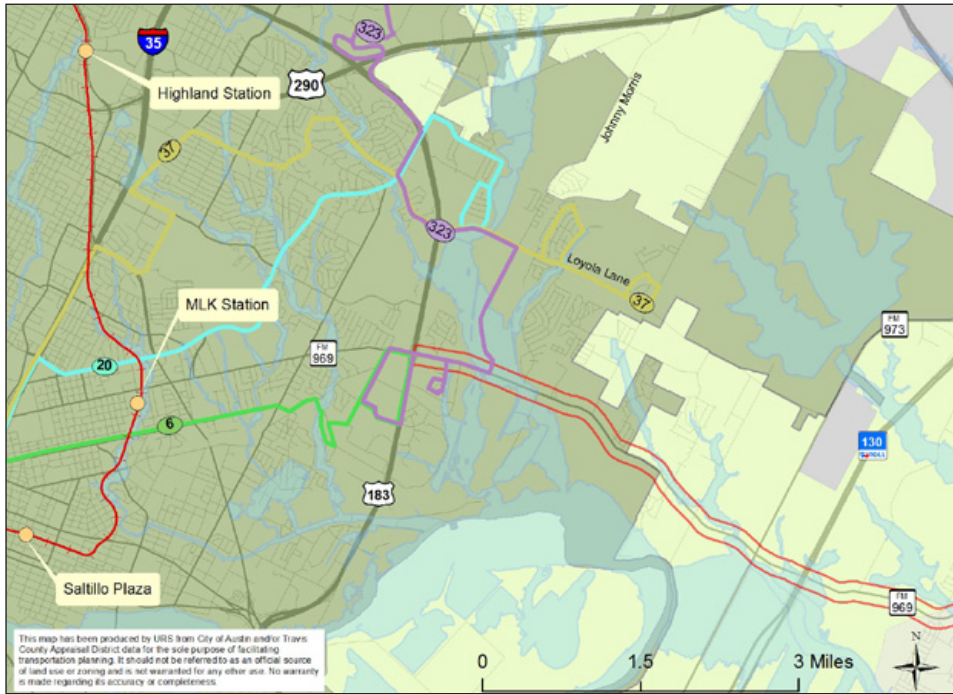 323
35
Highland Station
290
Johnny Morris
37
323
Loyola Lane
37
MLK Station
FM
973
FM
969
20
6
130
TOLL
183
Saltillo Plaza
FM
969
N
This map has been produced by URS from City of Austin and/or Travis
County Appraisal District data for the sole purpose of facilitating
transportation planning. It should not be referred to as an official source
of land use or zoning and is not warranted for any other use. No warranty
is made regarding its accuracy or completeness.
0
1.5
3 Miles